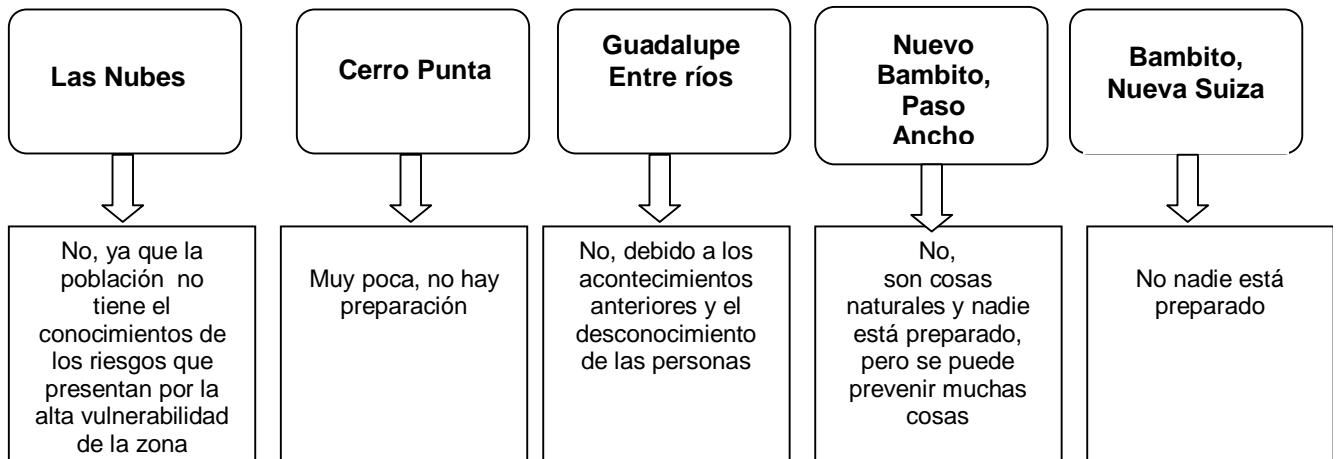 Las Nubes
Cerro Punta
Guadalupe
Entre ríos
Nuevo
Bambito,
Paso
Ancho
Bambito,
Nueva Suiza
No, ya que la
población no
tiene el
conocimientos de
los riesgos que
presentan por la
alta vulnerabilidad
de la zona
Muy poca, no hay
preparación
No, debido a los
acontecimientos
anteriores y el
desconocimiento
de las personas
No,
son cosas
naturales y nadie
está preparado,
pero se puede
prevenir muchas
cosas
No nadie está
preparado